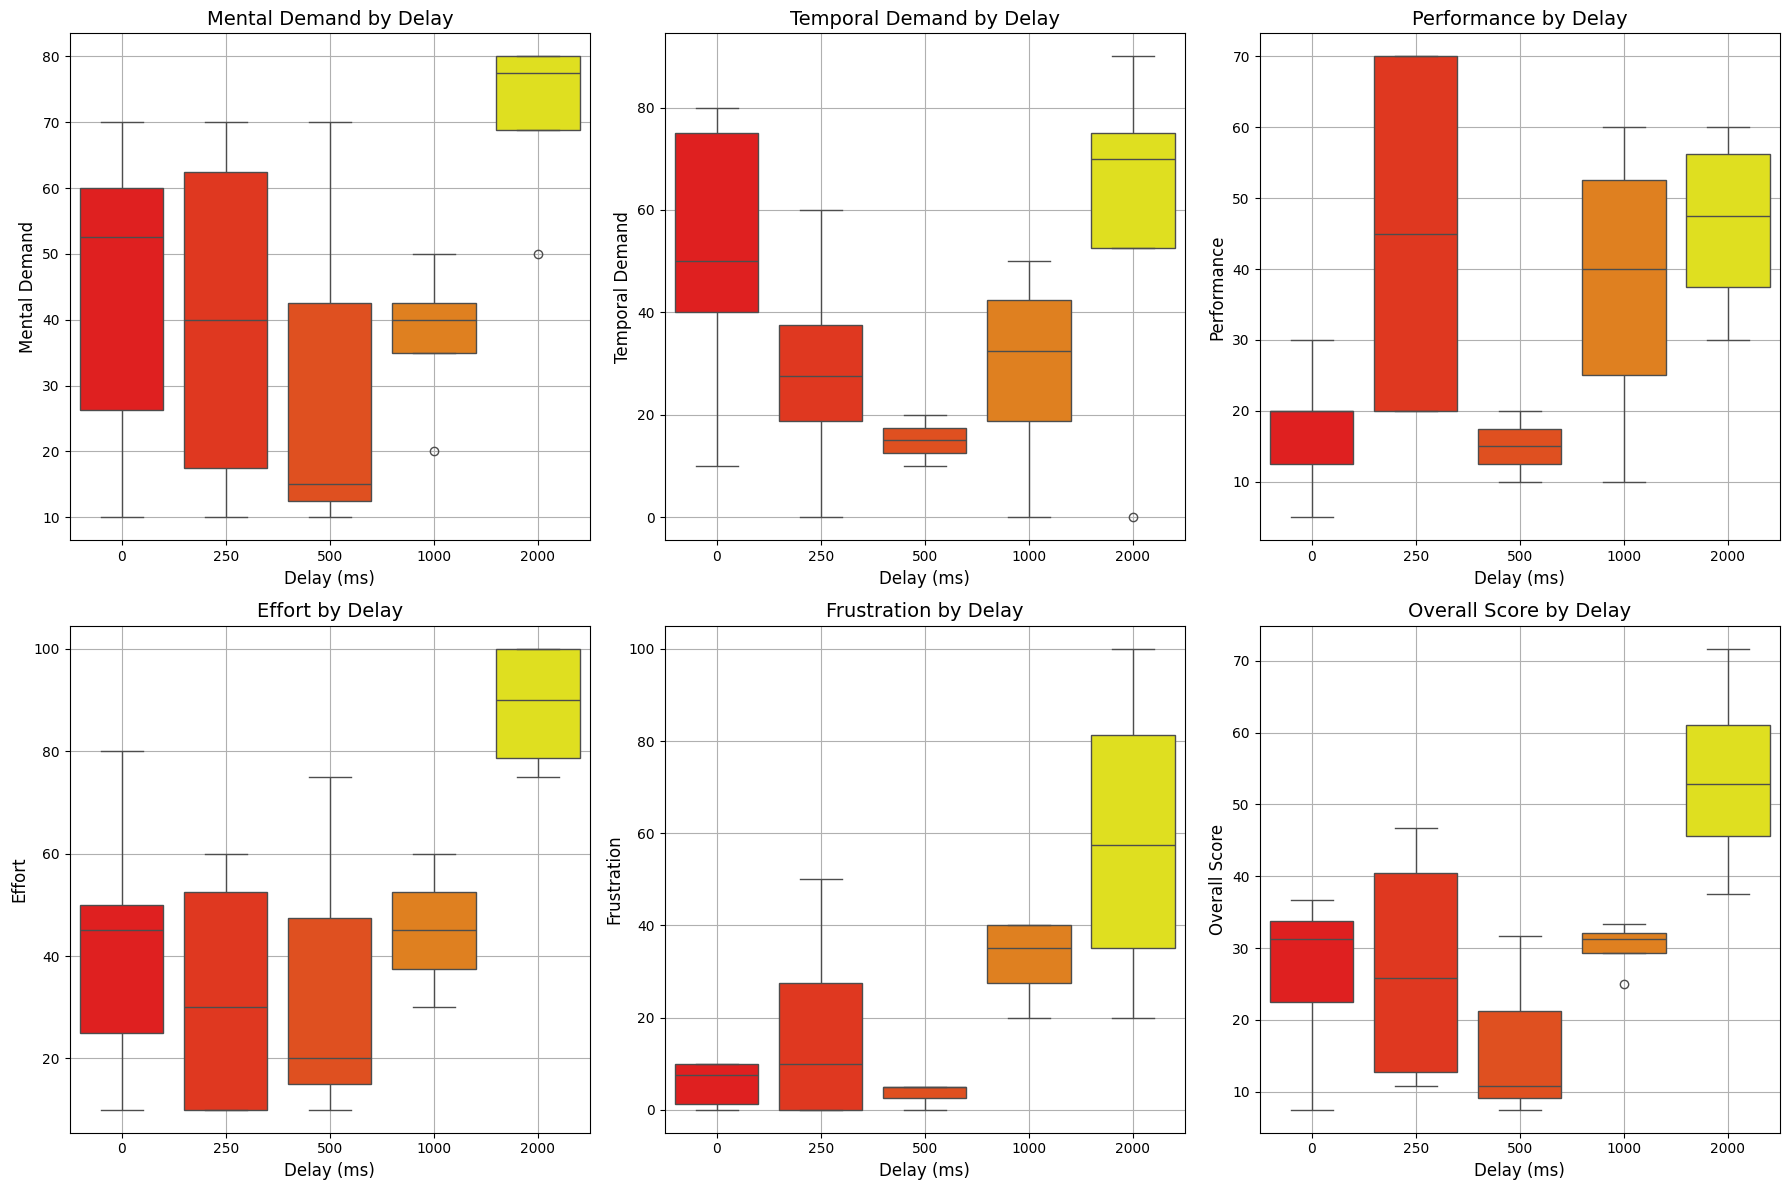 Mental Demand by Delay
Mental Demand
80
70
60
50
40
30
20
10
0 250 500 1000 2000
Delay (ms)
Temporal Demand by Delay
Temporal Demand
80
60
40
20
0
0 250 500 1000 2000
Delay (ms)
Performance by Delay
Performance
70
60
50
40
30
20
10
0 250 500 1000 2000
Delay (ms)
Effort by Delay
Effort
100
80
60
40
20
0 250 500 1000 2000
Delay (ms)
Frustration by Delay
Frustration
100
80
60
40
20
0
0 250 500 1000 2000
Delay (ms)
Overall Score by Delay
Overall Score
70
60
50
40
30
20
10
0 250 500 1000 2000
Delay (ms)